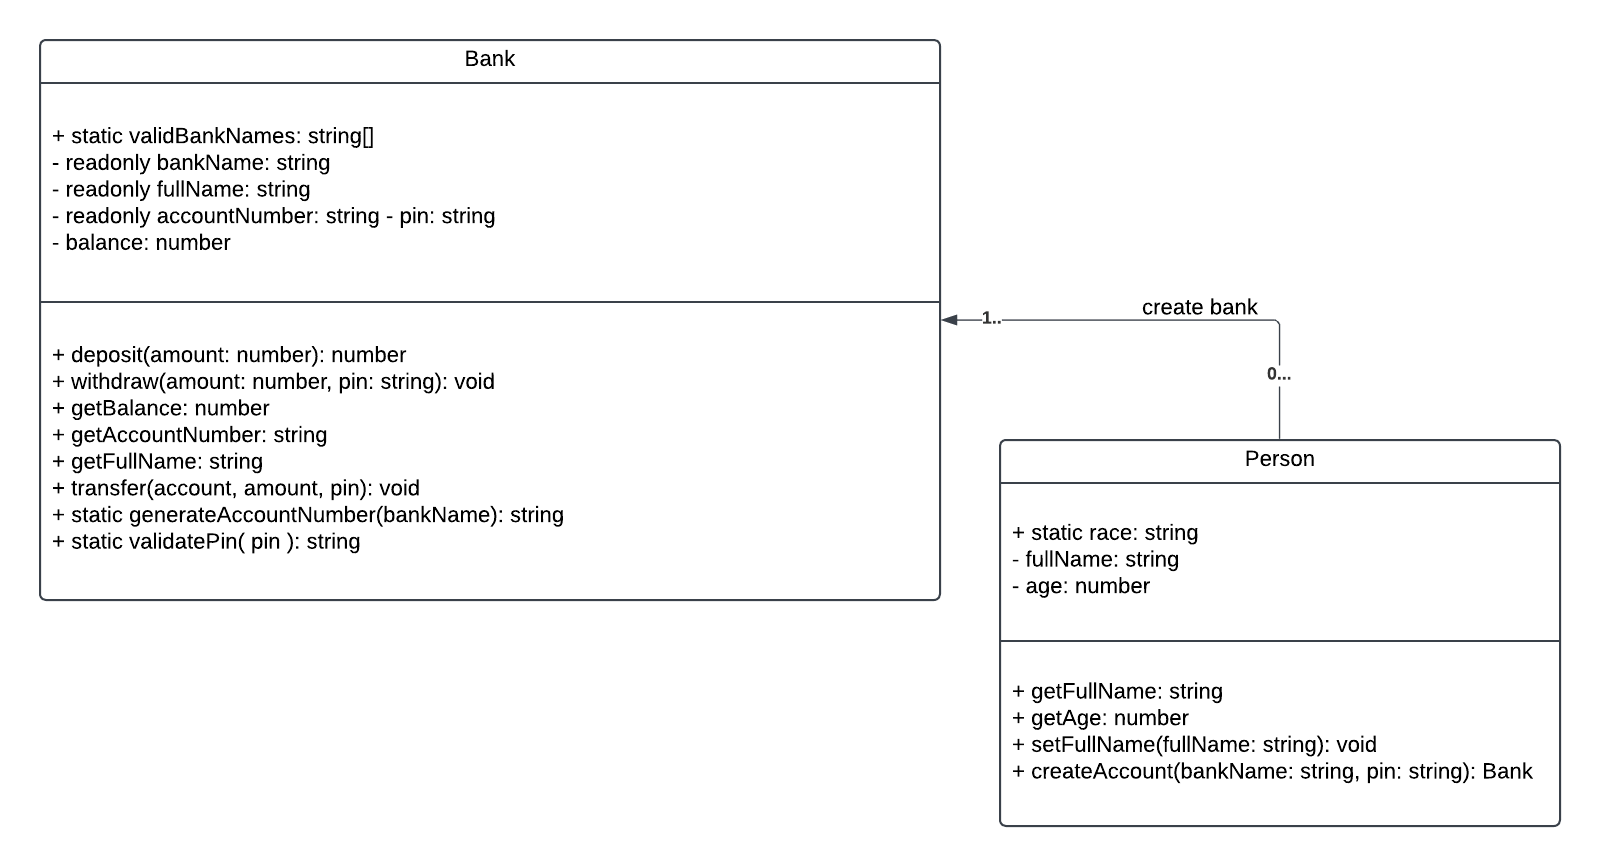 Bank
+ static validBankNames: string[]
- readonly bankName: string
- readonly fullName: string
- readonly accountNumber: string - pin: string
- balance: number
+ deposit(amount: number): number
+ withdraw(amount: number, pin: string): void
+ getBalance: number
+ getAccountNumber: string
+ getFullName: string
+ transfer(account, amount, pin): void
+ static generateAccountNumber(bankName): string
+ static validatePin( pin ): string
create bank
1..
0...
Person
+ static race: string
- fullName: string
- age: number
+ getFullName: string
+ getAge: number
+ setFullName(fullName: string): void
+ createAccount(bankName: string, pin: string): Bank